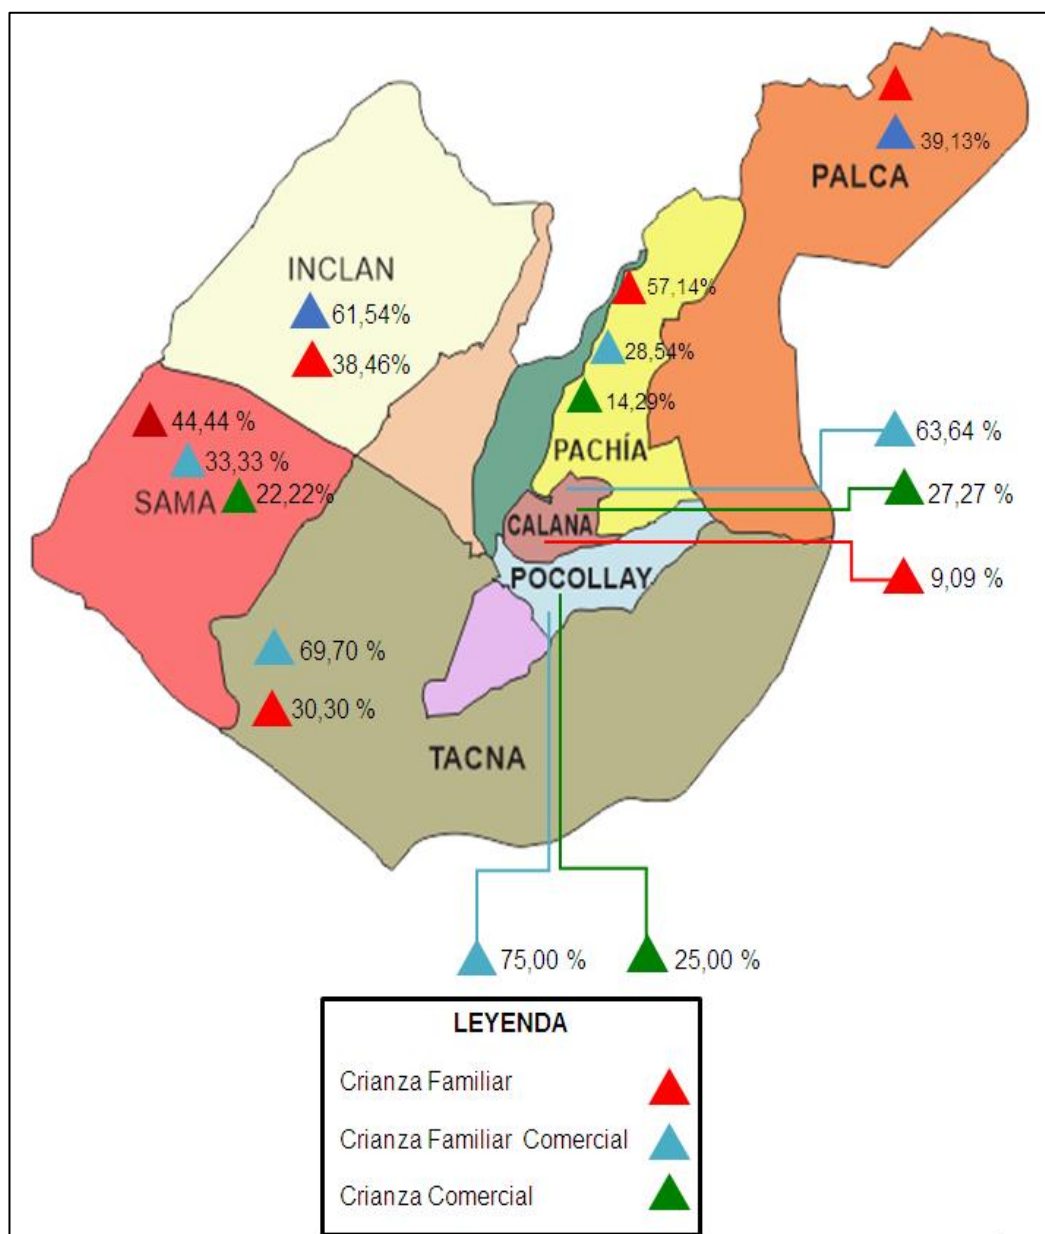 39,13%
PALCA
INCLAN
61,54%
38,46%
57,14%
28,54%
14,29%
PACHÍA
44,44 %
33,33 %
SAMA
22,22%
63,64 %
27,27 %
CALANA
9,09 %
POCOLLAY
69,70 %
30,30 %
TACNA
75,00 %
25,00 %
LEYENDA
Crianza Familiar
Crianza Familiar Comercial
Crianza Comercial